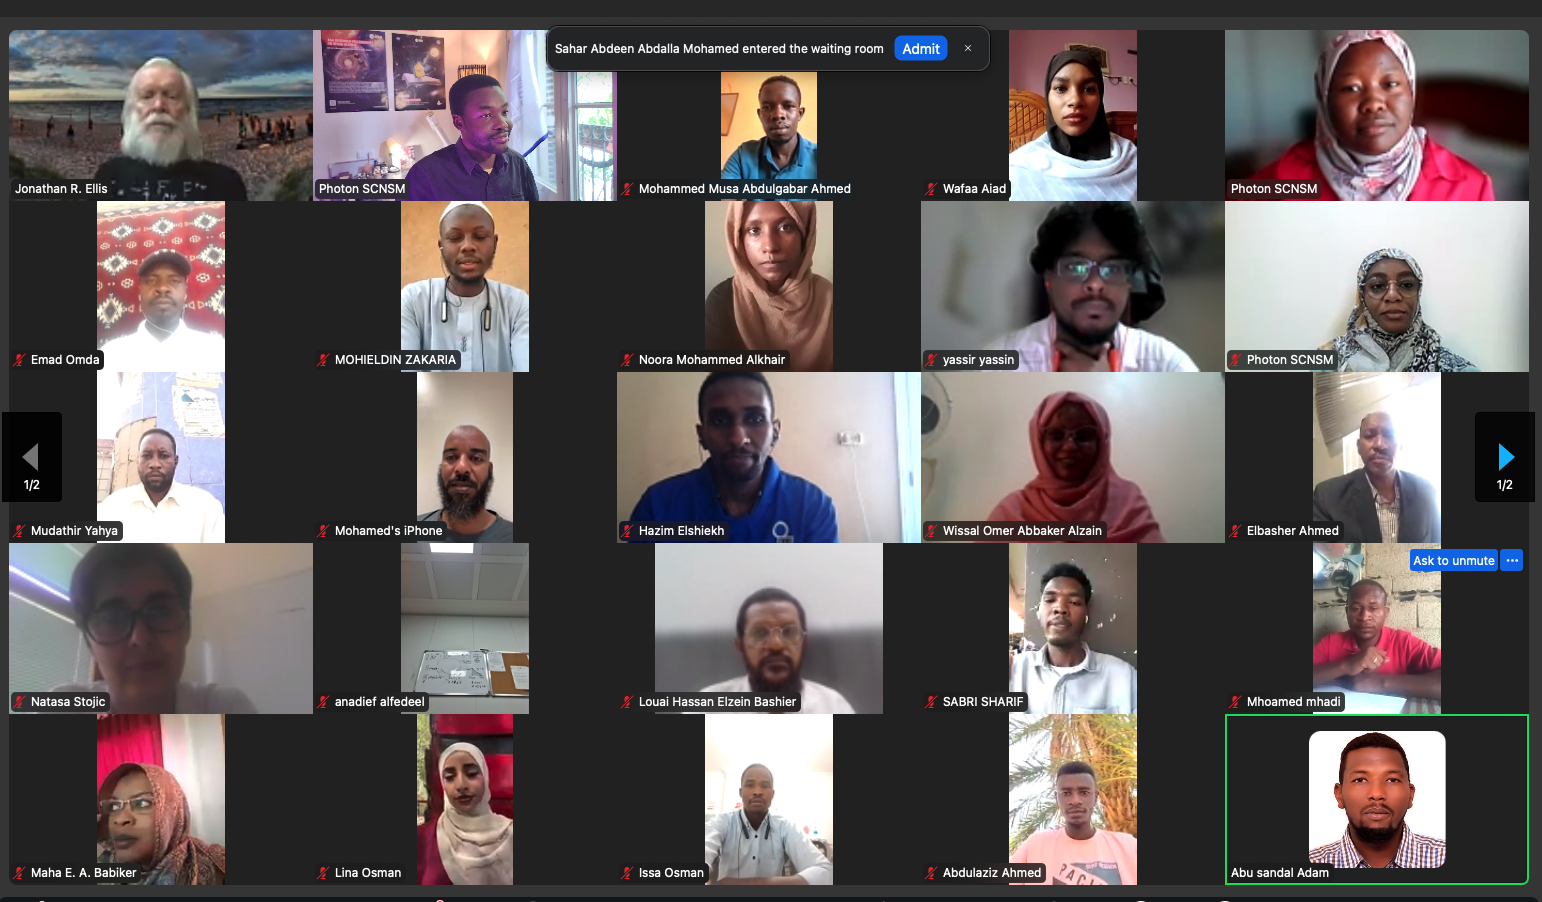 Sahar Abdeen Abdalla Mohamed entered the waiting room
Admit
Jonathan R. Ellis
Photon SCNSM
Mohammed Musa Abdulgabar Ahmed
Wafaa Aiad
Photon SCNSM
Emad Omda
MOHIELDIN ZAKARIA
Noora Mohammed Alkhair
yassir yassin
Photon SCNSM
1/2
1/2
Mudathir Yahya
Mohamed's iPhone
Hazim Elshiekh
Wissal Omer Abbaker Alzain
Elbasher Ahmed
Ask to unmute
Natasa Stojic
anadief alfedeel
Louai Hassan Elzein Bashier
SABRI SHARIF
Mhoamed mhadi
Maha E. A. Babiker
Lina Osman
Issa Osman
Abdulaziz Ahmed
Abu sandal Adam